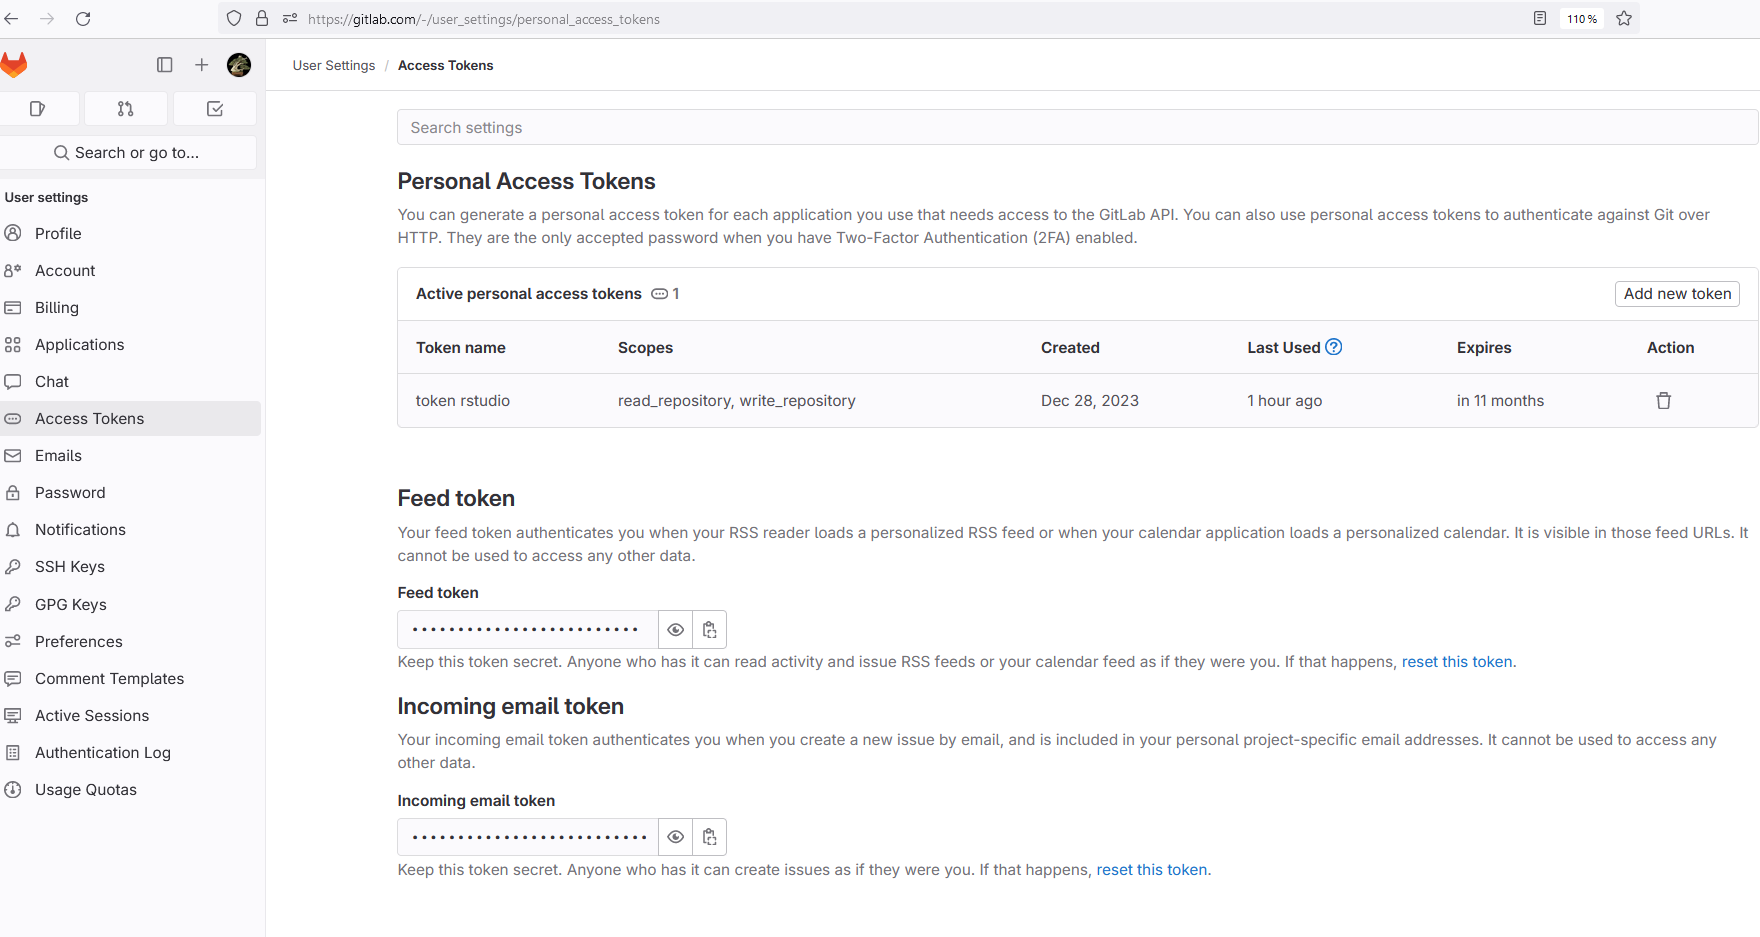 https://gitlab.com/-/user_settings/personal_access_tokens
110 %
User Settings / Access Tokens
Search or go to...
User settings
Profile
Account
Billing
Applications
Chat
Access Tokens
Emails
Password
Notifications
SSH Keys
GPG Keys
Preferences
Comment Templates
Active Sessions
Authentication Log
Usage Quotas
Search settings
Personal Access Tokens
You can generate a personal access token for each application you use that needs access to the GitLab API. You can also use personal access tokens to authenticate against Git over
HTTP. They are the only accepted password when you have Two-Factor Authentication (2FA) enabled.
Active personal access tokens 1
Add new token
Token name Scopes Created Last Used Expires Action
token rstudio read_repository, write_repository Dec 28, 2023 1 hour ago in 11 months
Feed token
Your feed token authenticates you when your RSS reader loads a personalized RSS feed or when your calendar application loads a personalized calendar. It is visible in those feed URLs. It
cannot be used to access any other data.
Feed token
Keep this token secret. Anyone who has it can read activity and issue RSS feeds or your calendar feed as if they were you. If that happens, reset this token.
Incoming email token
Your incoming email token authenticates you when you create a new issue by email, and is included in your personal project-specific email addresses. It cannot be used to access any
other data.
Incoming email token
Keep this token secret. Anyone who has it can create issues as if they were you. If that happens, reset this token.